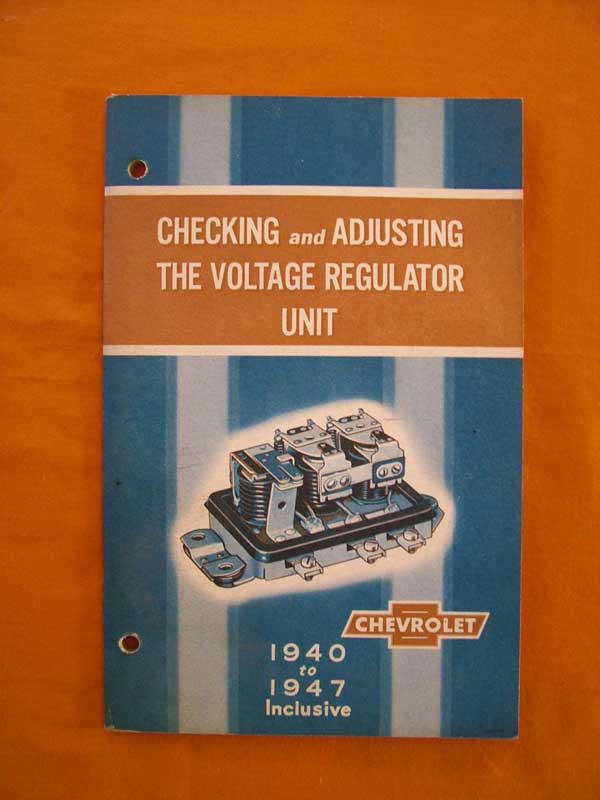 CHECKING and ADJUSTING
THE VOLTAGE REGULATOR
UNIT
CHEVROLET
1940
to
1947
Inclusive